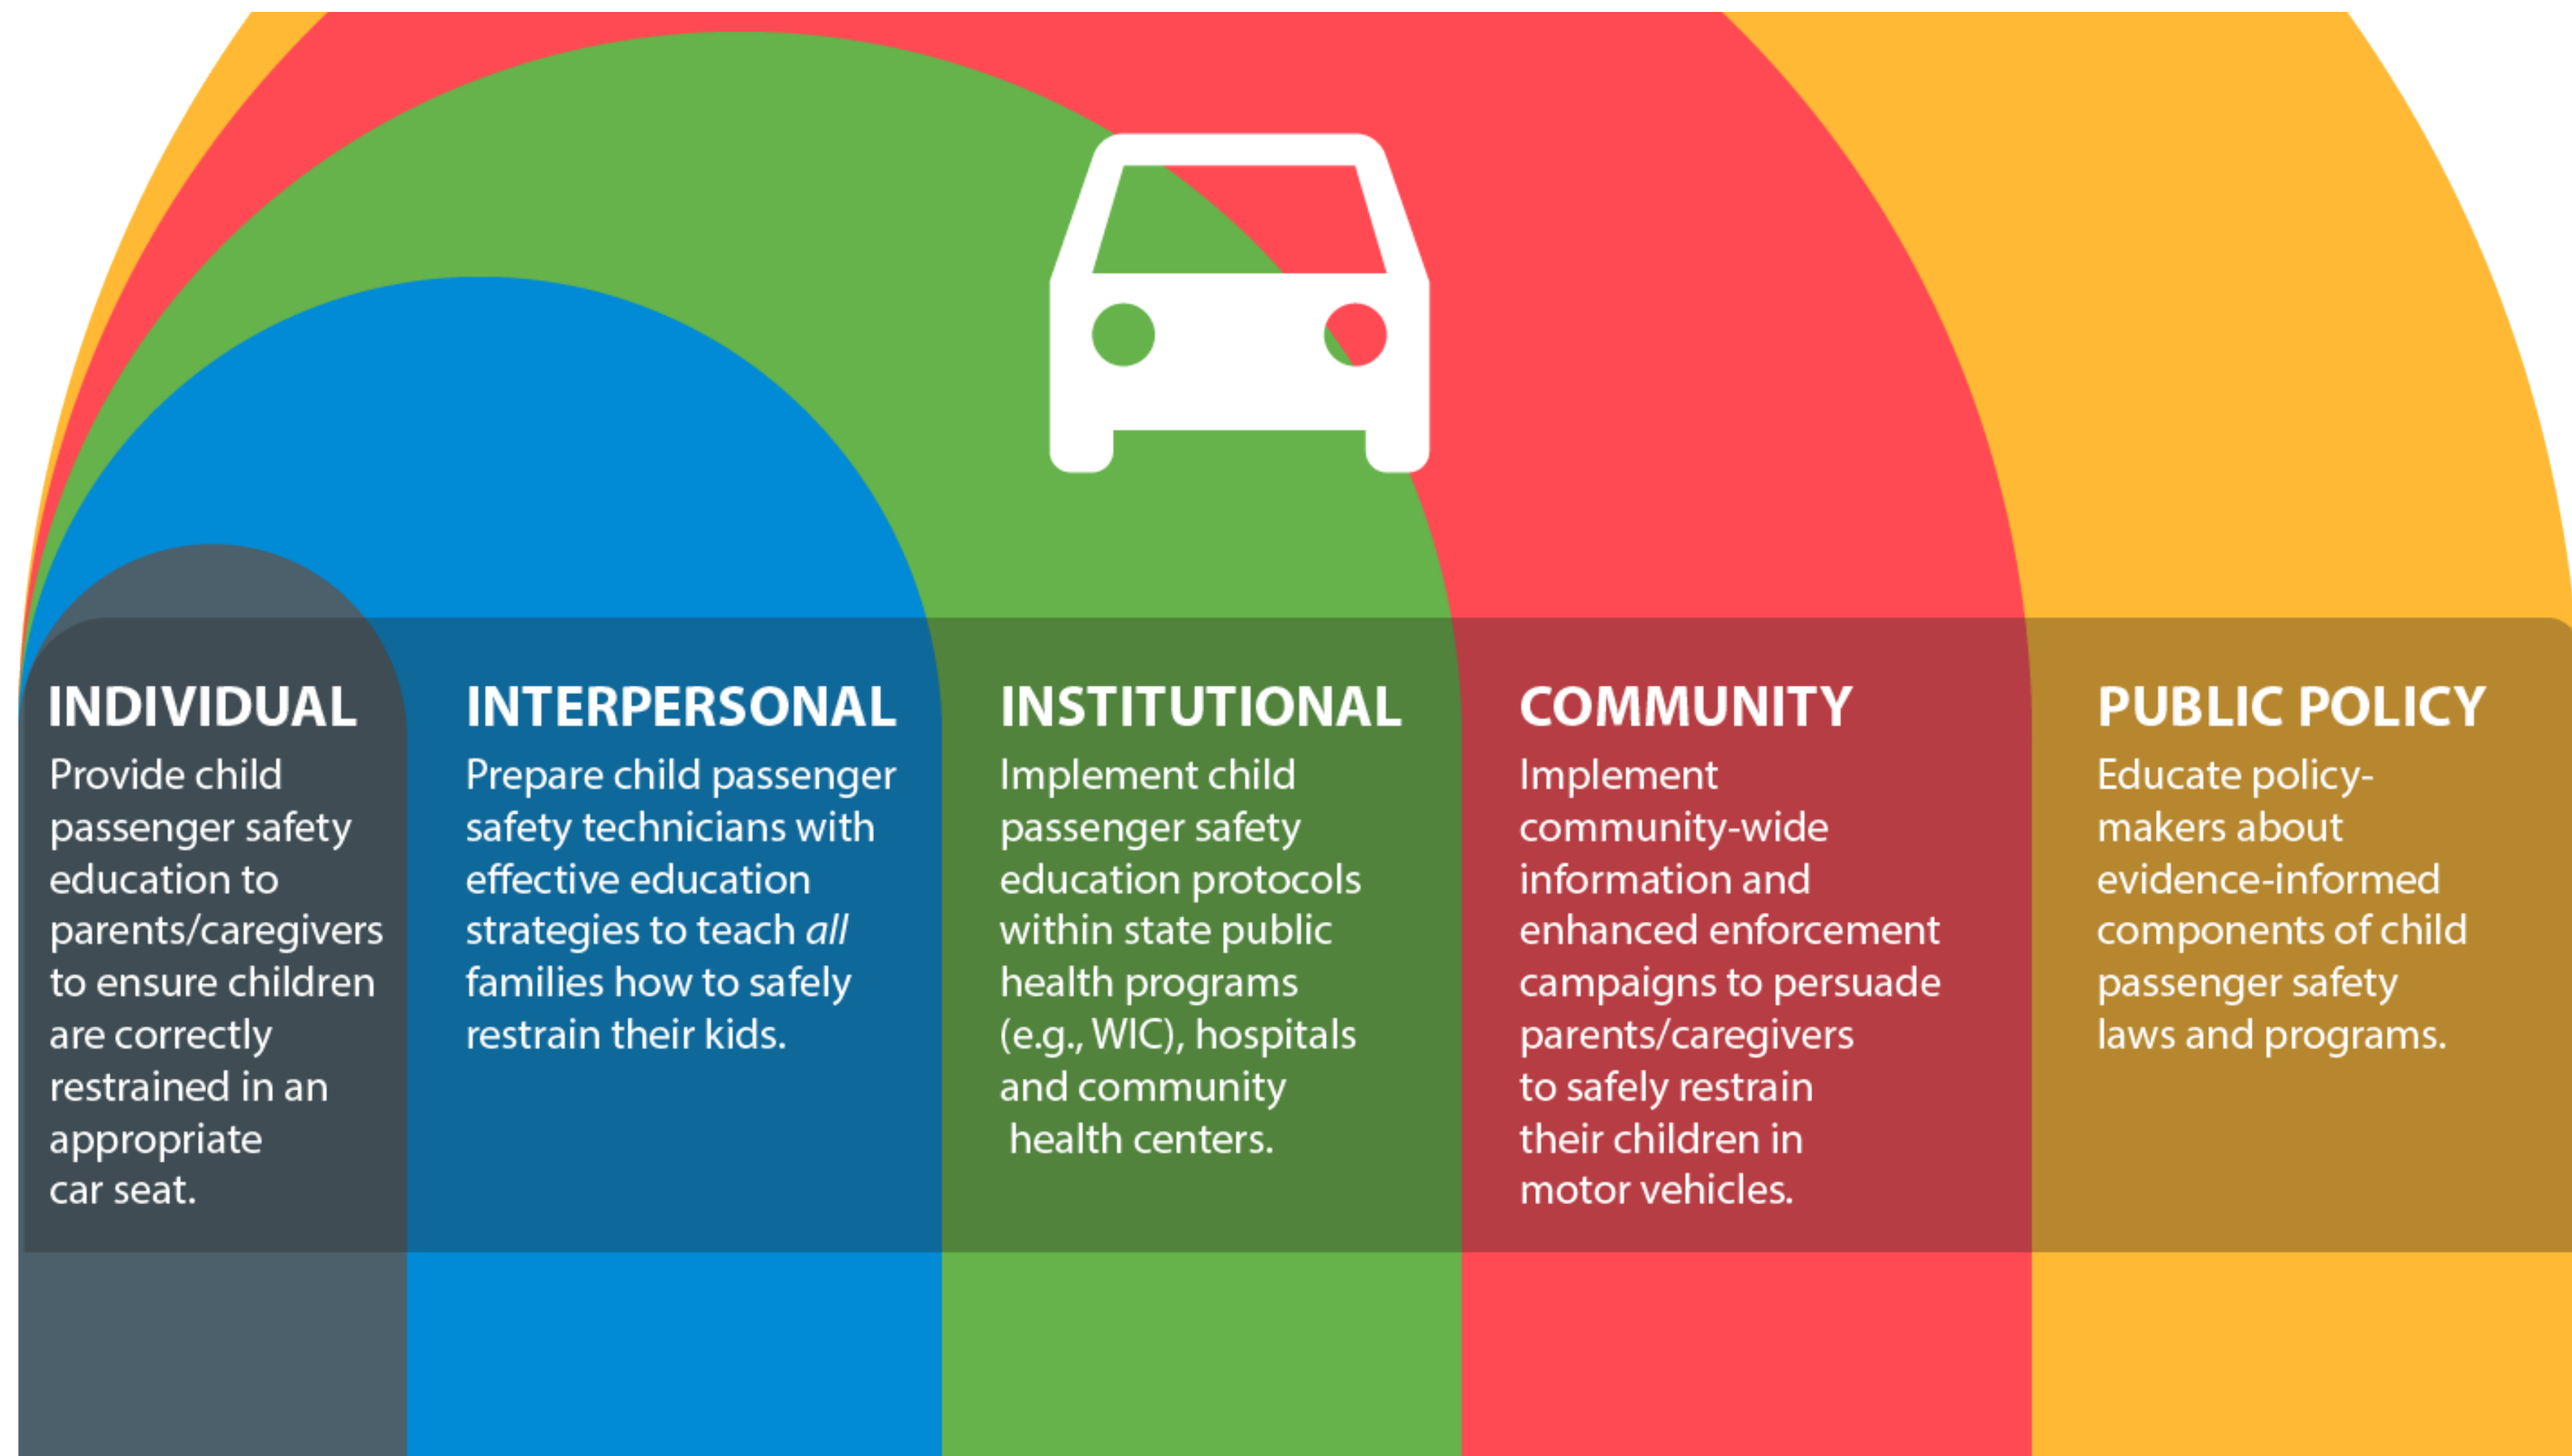 INDIVIDUAL
Provide child
passenger safety
education to
parents/caregivers
to ensure children
are correctly
restrained in an
appropriate
car seat.
INTERPERSONAL
Prepare child passenger
safety technicians with
effective education
strategies to teach all
families how to safely
restrain their kids.
INSTITUTIONAL
Implement child
passenger safety
education protocols
within state public
health programs
(e.g., WIC), hospitals
and community
health centers.
COMMUNITY
Implement
community-wide
information and
enhanced enforcement
campaigns to persuade
parents/caregivers
to safely restrain
their children in
motor vehicles.
PUBLIC POLICY
Educate policy-
makers about
evidence-informed
components of child
passenger safety
laws and programs.